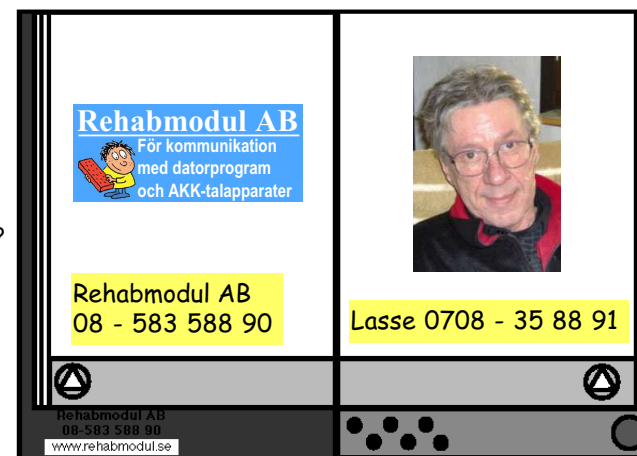 Rehabmodul AB
För kommunikation
med datorprogram
och AKK-talapparater
Rehabmodul AB
08 - 583 588 90
Lasse 0708 - 35 88 91
Rehabmodul AB
08-583 588 90
www.rehabmodul.se